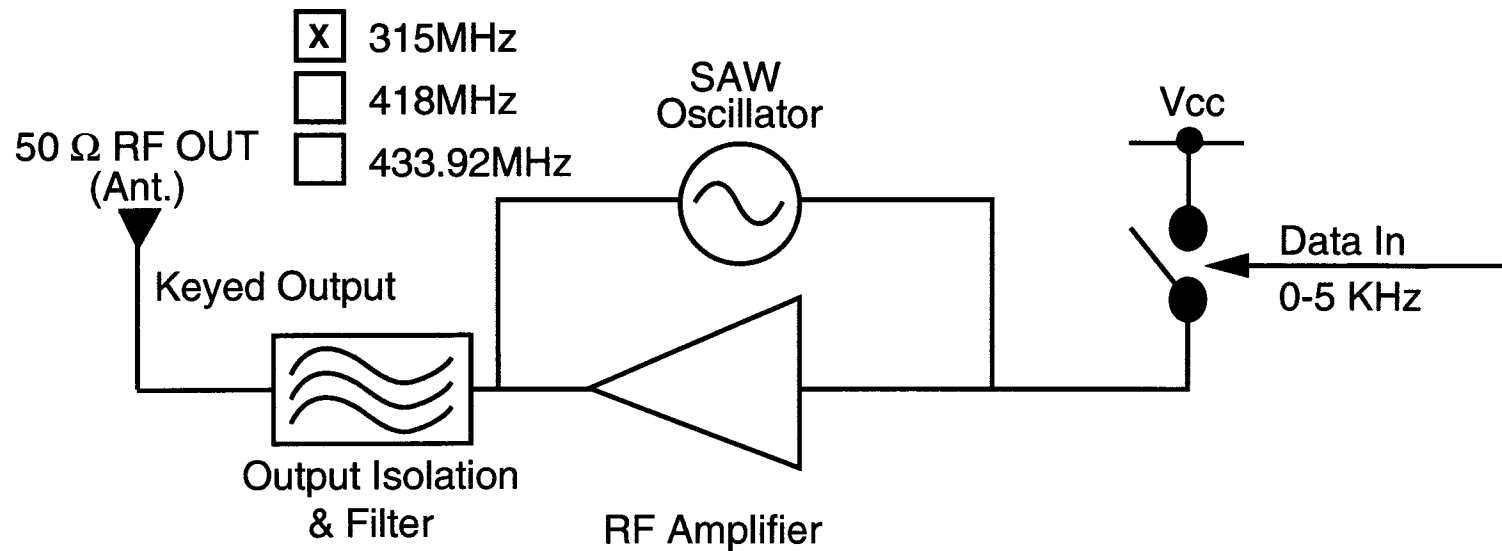 X 315MHz
418MHz
433.92MHz
SAW
Oscillator
Vcc
50 Ω RF OUT
(Ant.)
Keyed Output
Data In
0-5 KHz
Output Isolation
& Filter
RF Amplifier